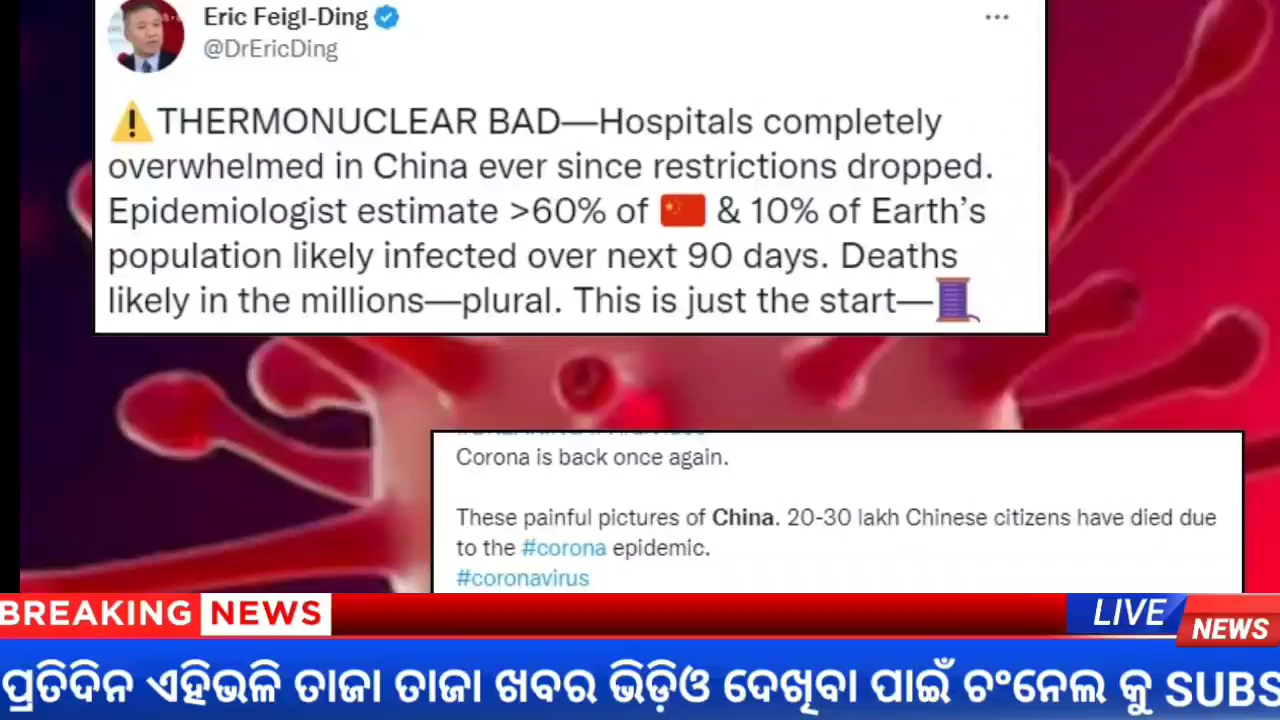 Eric Feigl-Ding
@DrEricDing
⚠️THERMONUCLEAR BAD—Hospitals completely
overwhelmed in China ever since restrictions dropped.
Epidemiologist estimate >60% of 🇨🇳 & 10% of Earth's
population likely infected over next 90 days. Deaths
likely in the millions—plural. This is just the start—🧵
Corona is back once again.
These painful pictures of China. 20-30 lakh Chinese citizens have died due
to the #corona epidemic.
#coronavirus
BREAKING NEWS
LIVE
NEWS
ପ୍ରତିଦିନ ଏହିଭଳି ତାଜା ତାଜା ଖବର ଭିଡ଼ିଓ ଦେଖିବା ପାଇଁ ଚଂନେଲ କୁ SUBS